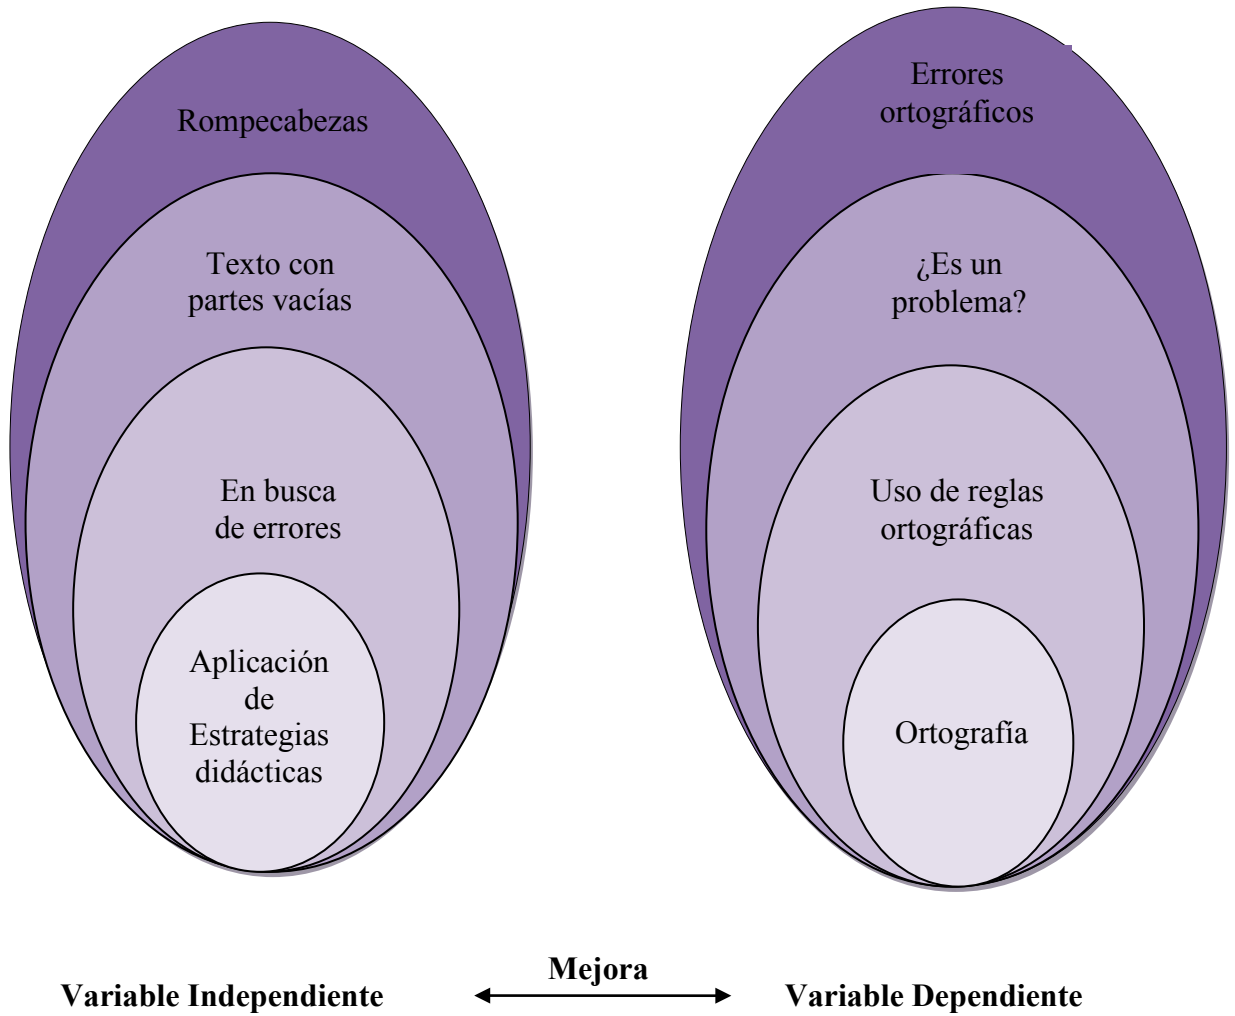 Rompecabezas
Texto con
partes vacías
En busca
de errores
Aplicación
de
Estrategias
didácticas
Errores
ortográficos
¿Es un
problema?
Uso de reglas
ortográficas
Ortografía
Mejora
Variable Independiente
Variable Dependiente